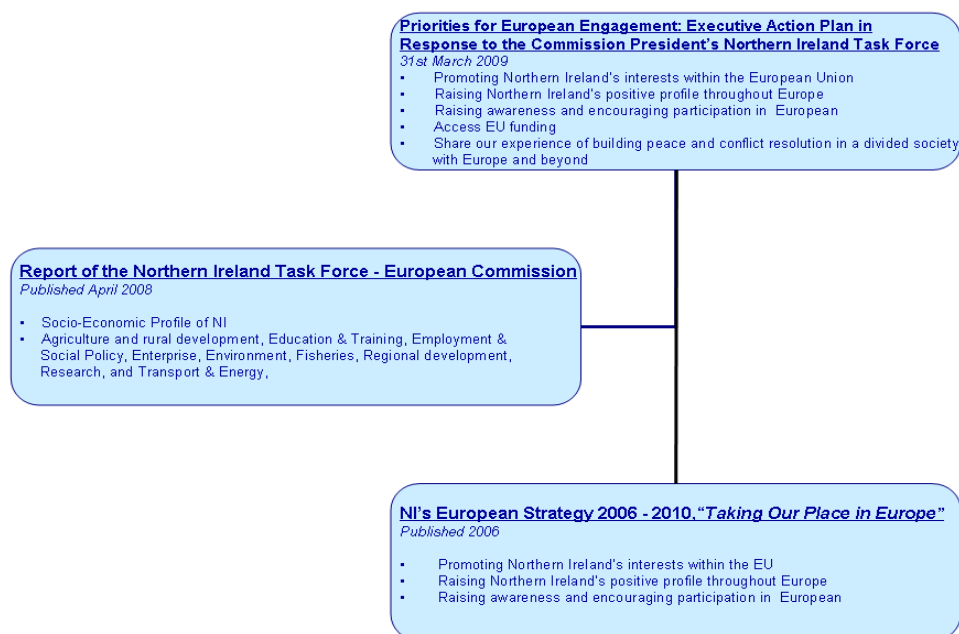 Priorities for European Engagement: Executive Action Plan in
Response to the Commission President's Northern Ireland Task Force
31st March 2009
• Promoting Northern Ireland's interests within the European Union
• Raising Northern Ireland's positive profile throughout Europe
• Raising awareness and encouraging participation in European
• Access EU funding
• Share our experience of building peace and conflict resolution in a divided society
with Europe and beyond
Report of the Northern Ireland Task Force - European Commission
Published April 2008
• Socio-Economic Profile of NI
• Agriculture and rural development, Education & Training, Employment &
Social Policy, Enterprise, Environment, Fisheries, Regional development,
Research, and Transport & Energy,
NI's European Strategy 2006 - 2010,"Taking Our Place in Europe"
Published 2006
• Promoting Northern Ireland's interests within the EU
• Raising Northern Ireland's positive profile throughout Europe
• Raising awareness and encouraging participation in European